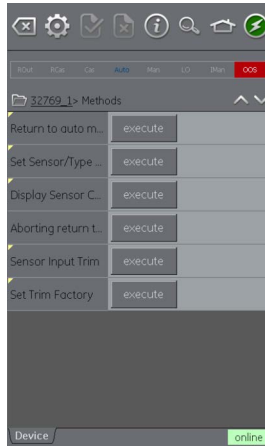 ROut RCas Cas Auto Man LO IMan OOS
32769_1> Methods
Return to auto m... execute
Set Sensor/Type ... execute
Display Sensor C... execute
Aborting return t... execute
Sensor Input Trim execute
Set Trim Factory execute
Device online